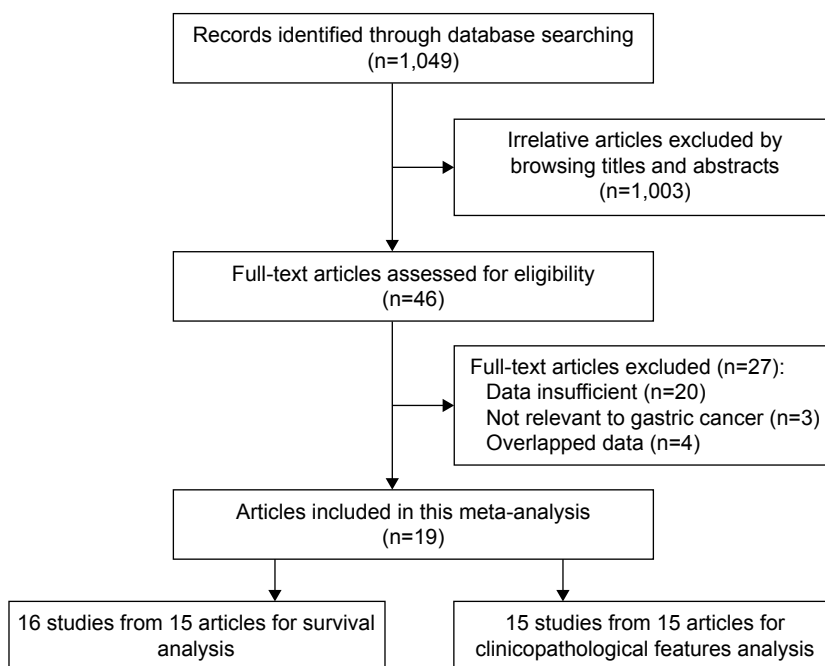 Records identified through database searching
(n=1,049)
Irrelative articles excluded by
browsing titles and abstracts
(n=1,003)
Full-text articles assessed for eligibility
(n=46)
Full-text articles excluded (n=27):
Data insufficient (n=20)
Not relevant to gastric cancer (n=3)
Overlapped data (n=4)
Articles included in this meta-analysis
(n=19)
16 studies from 15 articles for survival
analysis
15 studies from 15 articles for
clinicopathological features analysis